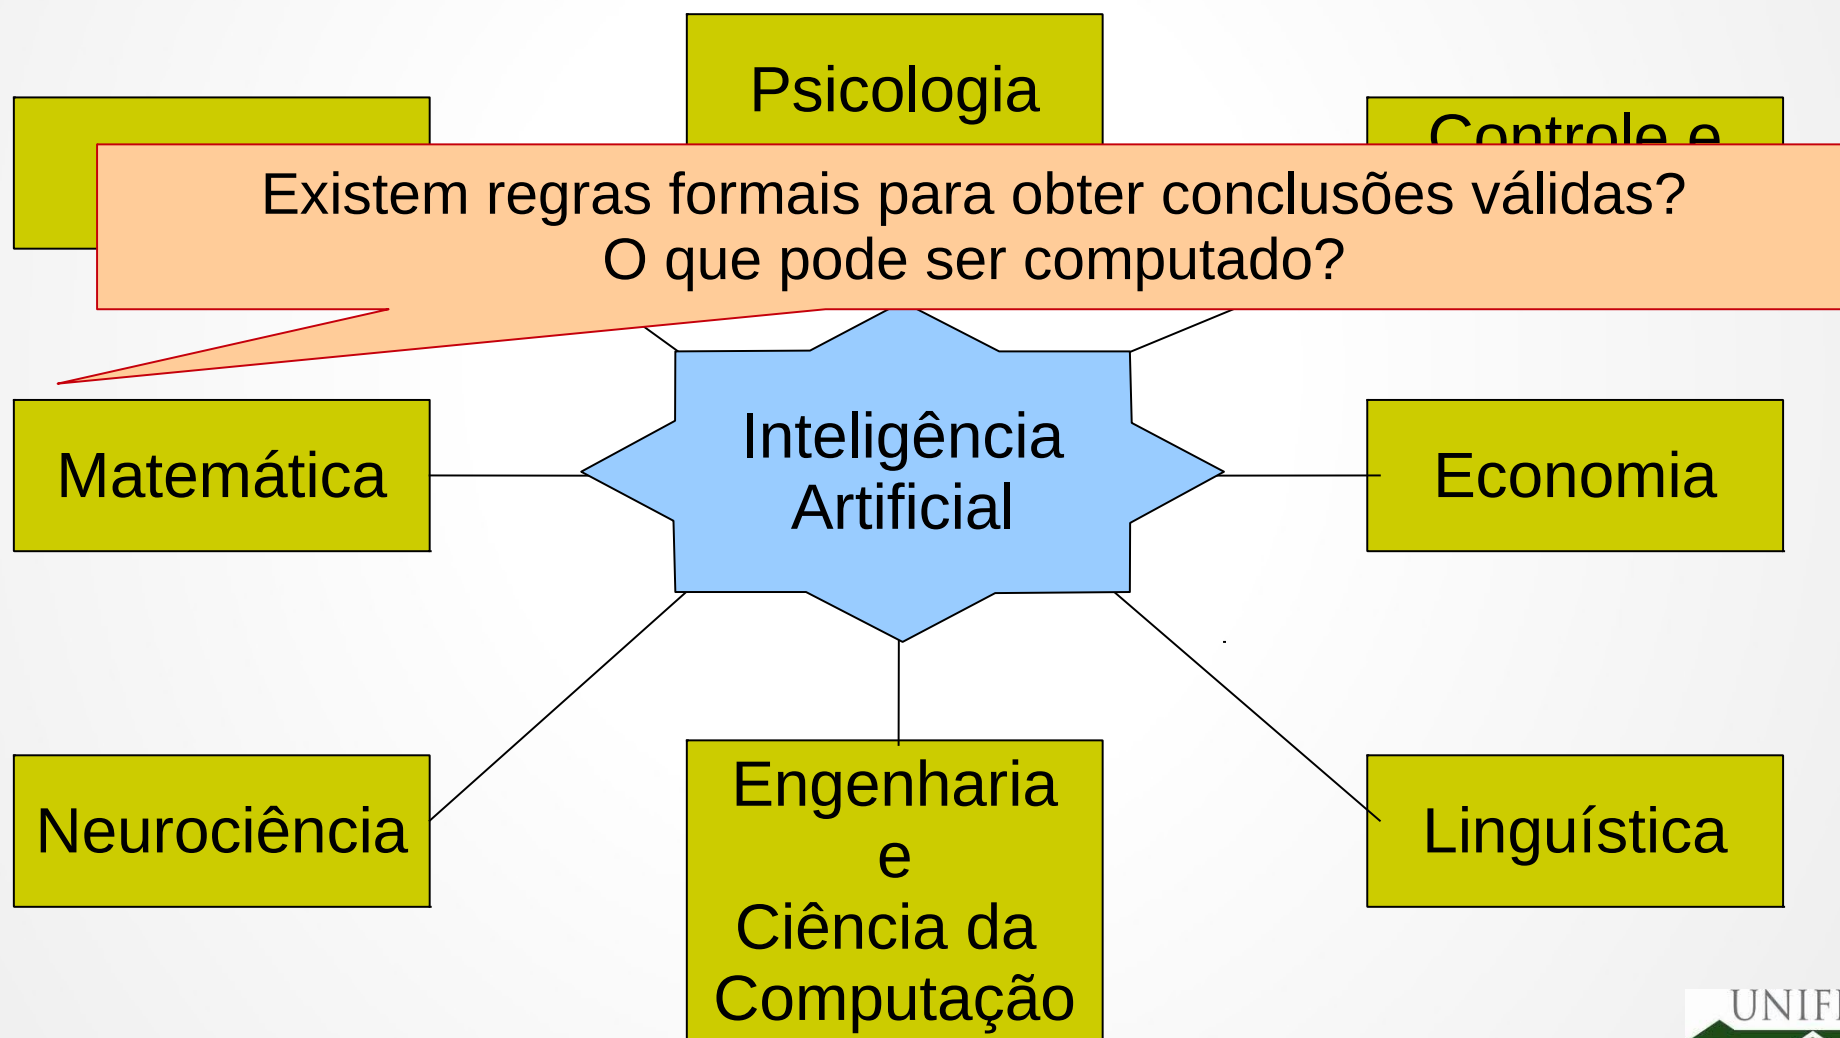 Psicologia
Controle e
Existem regras formais para obter conclusões válidas?
O que pode ser computado?
Inteligência
Artificial
Matemática
Economia
Neurociência
Engenharia
e
Ciência da
Computação
Linguística